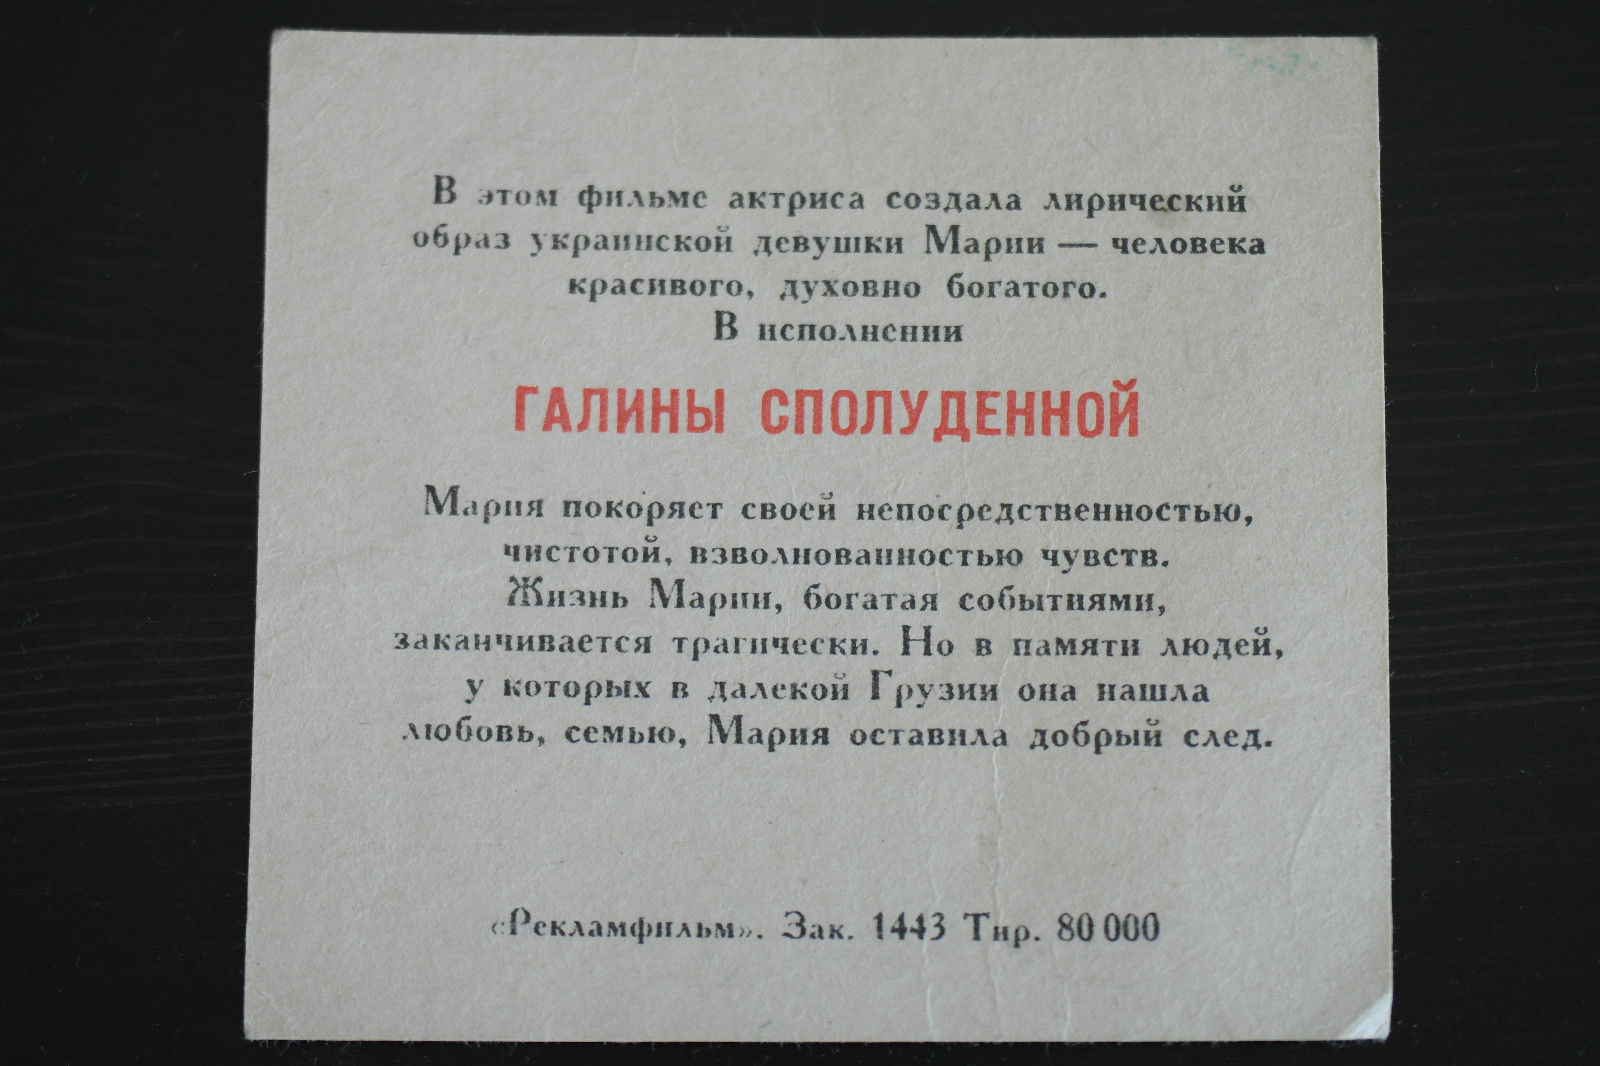 В этом фильме актриса создала лирический
образ украинской девушки Марии — человека
красивого, духовно богатого.
В исполнении
ГАЛИНЫ СПОЛУДЕННОЙ
Мария покоряет своей непосредственностью,
чистотой, взволнованностью чувств.
Жизнь Марии, богатая событиями,
заканчивается трагически. Но в памяти людей,
у которых в далекой Грузии она нашла
любовь, семью, Мария оставила добрый след.
«Рекламфильм». Зак. 1443 Тир. 80 000